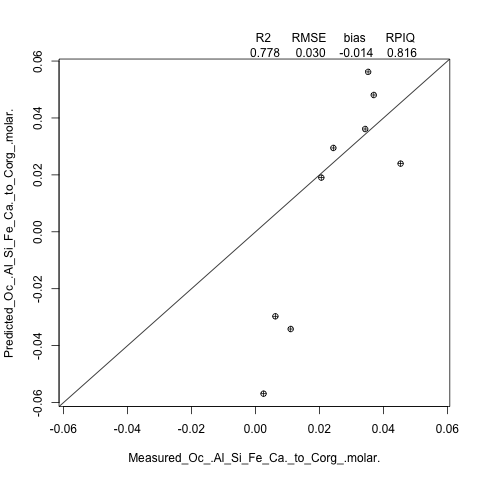 R2 RMSE bias RPIQ
0.778 0.030 -0.014 0.816
0.06
0.04
0.02
0.00
-0.02
-0.04
-0.06
Predicted_Oc_.Al_Si_Fe_Ca._to_Corg_.molar.
-0.06 -0.04 -0.02 0.00 0.02 0.04 0.06
Measured_Oc_.Al_Si_Fe_Ca._to_Corg_.molar.